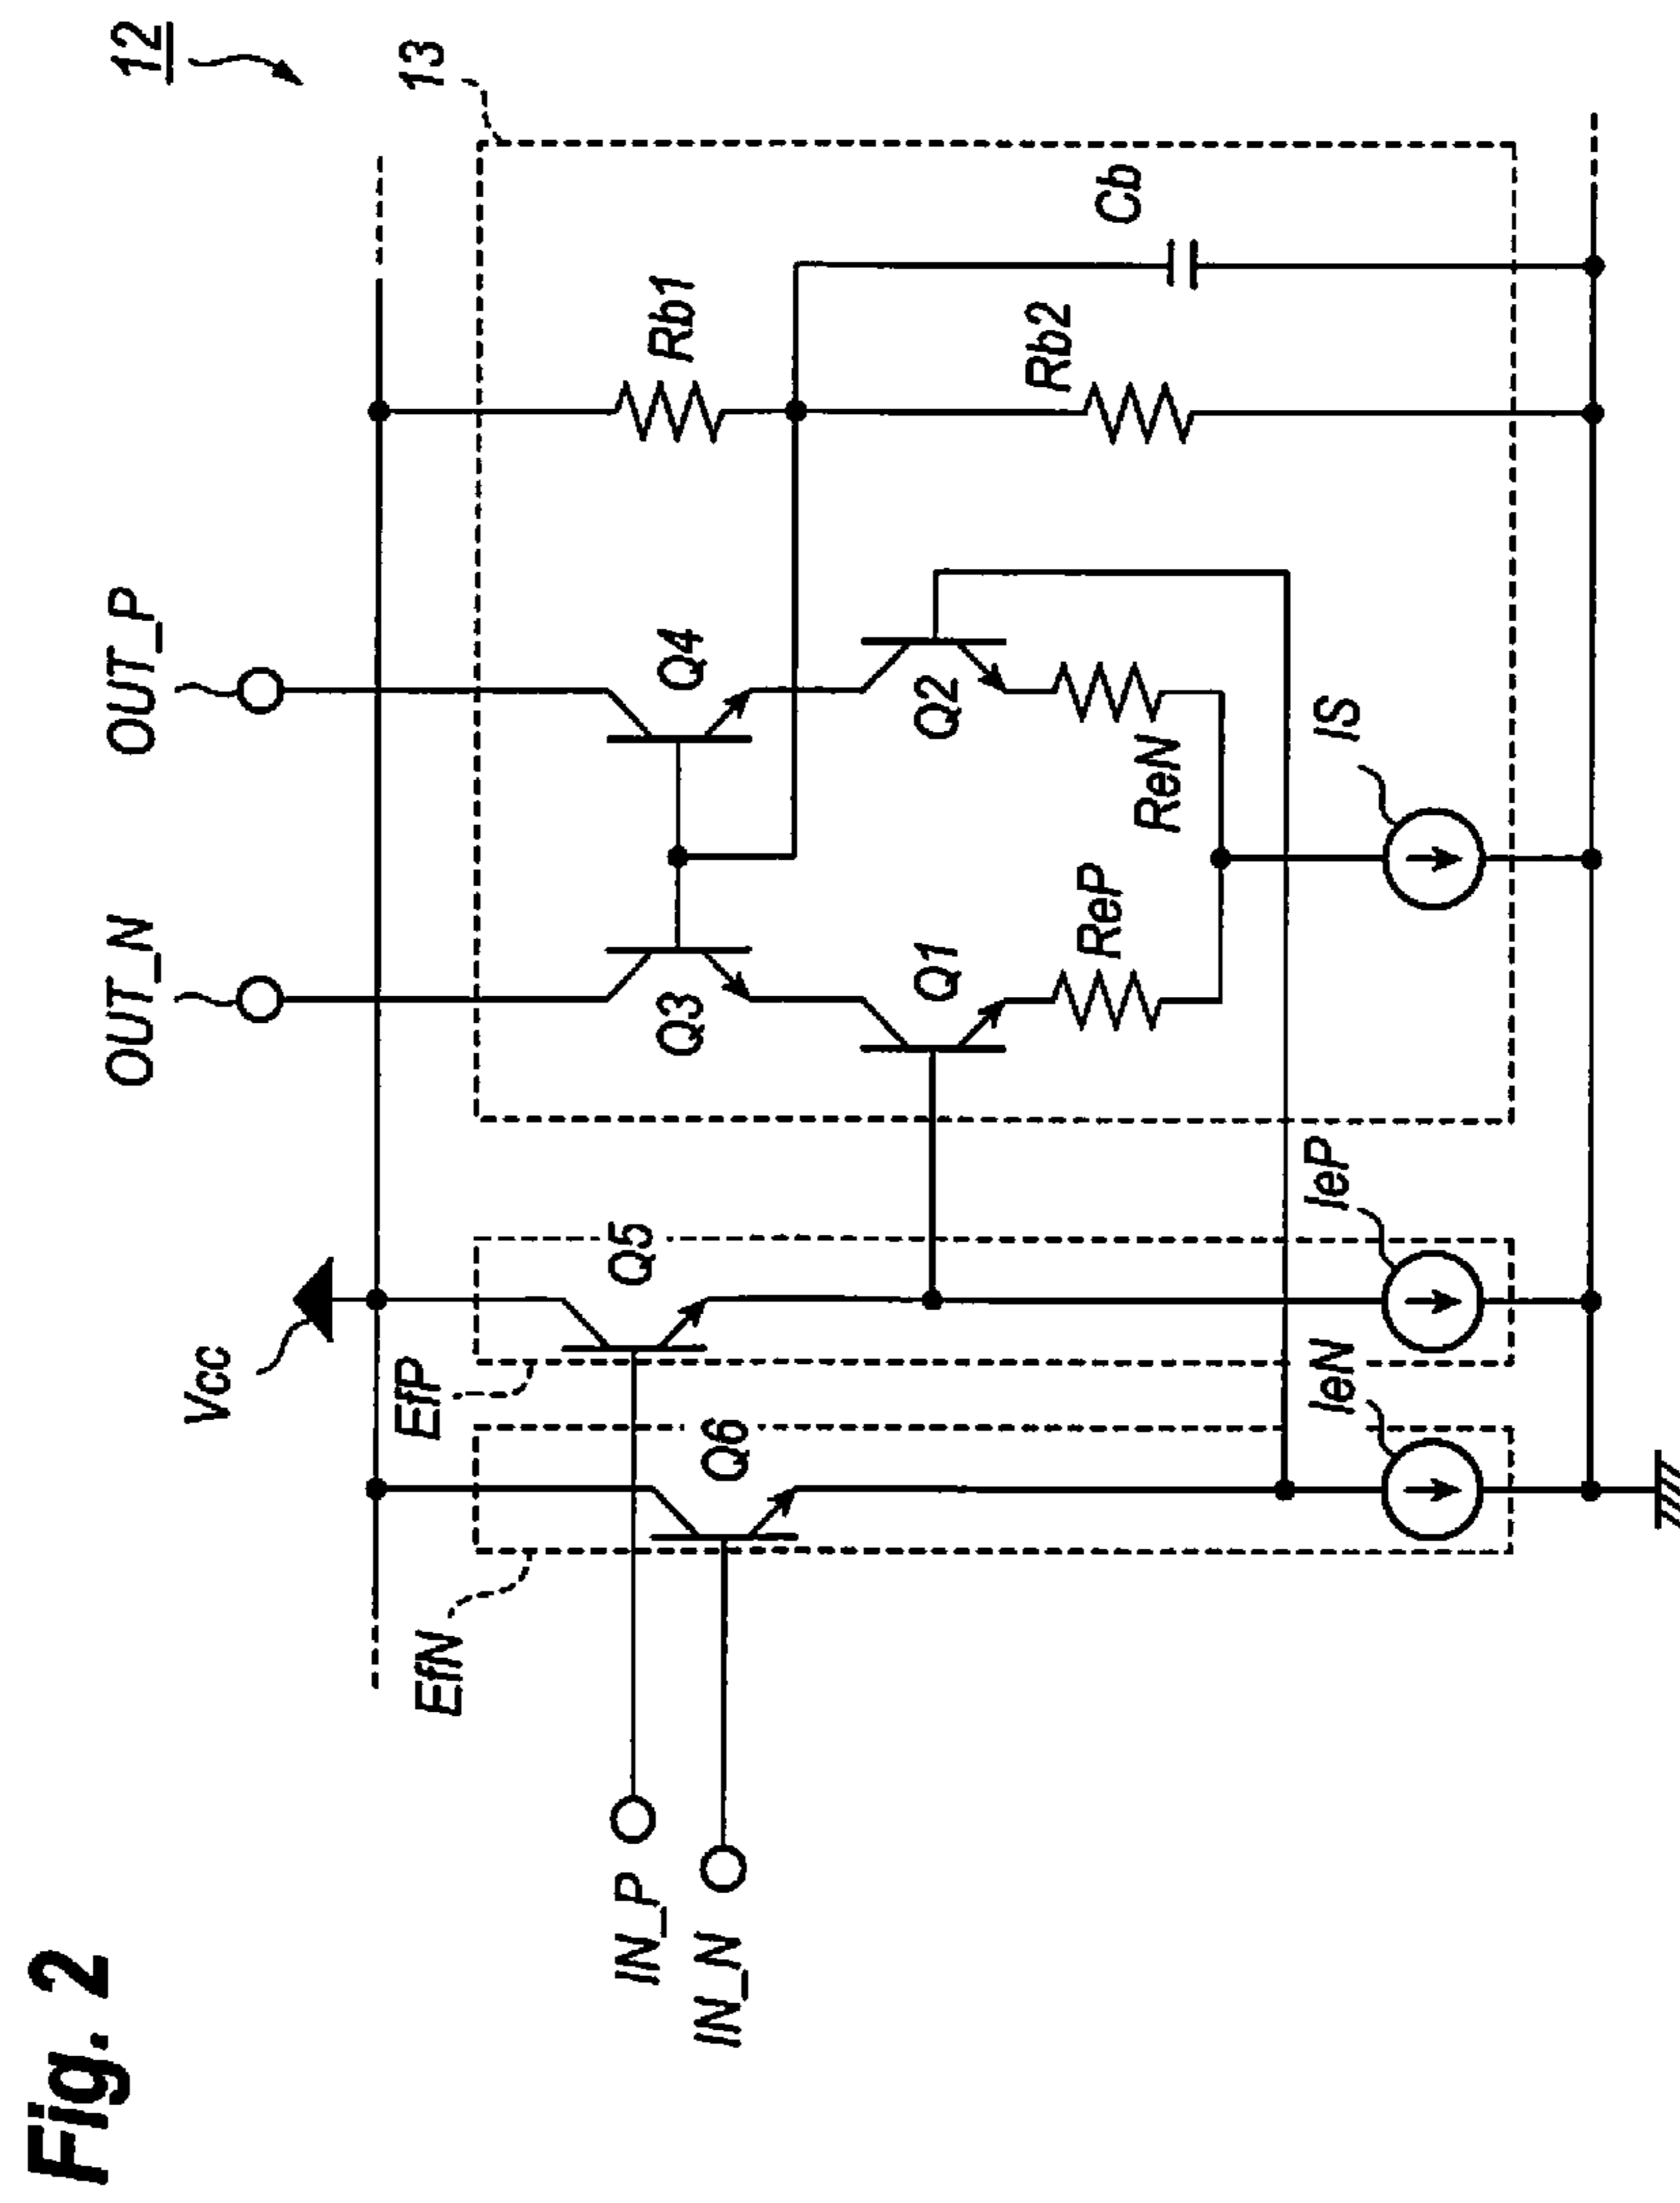 Fig. 2
12
13
OUT_N
OUT_P
Vcc
EfP
EfN
IN_P
IN_N
Q5
Q6
Q3
Q4
Rb1
Q1
Q2
Rb2
Cb
ReP
ReN
IeN
IeP
IS